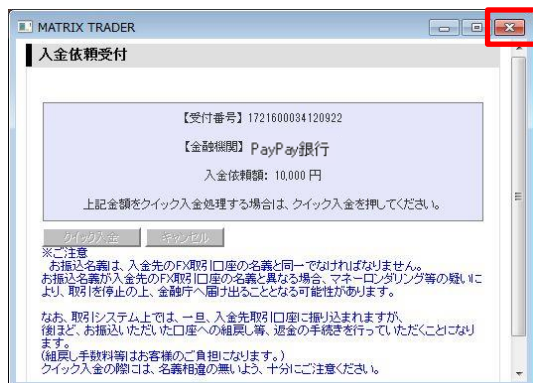 MATRIX TRADER
入金依頼受付
【受付番号】1721600034120922
【金融機関】PayPay銀行
入金依頼額: 10,000 円
上記金額をクイック入金処理する場合は、クイック入金を押してください。
クイック入金 キャンセル
※ご注意
お振込名義は、入金先のFX取引口座の名義と同一でなければなりません。
お振込名義が入金先のFX取引口座の名義と異なる場合、マネーロンダリング等の疑いに
より、取引を停止の上、金融庁へ届け出ることとなる可能性があります。
なお、取引システム上では、一旦、入金先取引口座に振り込まれますが、
後ほど、お振込いただいた口座への組戻し等、返金の手続きを行っていただくことになり
ます。
(組戻し手数料等はお客様のご負担になります。)
クイック入金の際には、名義相違の無いよう、十分にご注意ください。